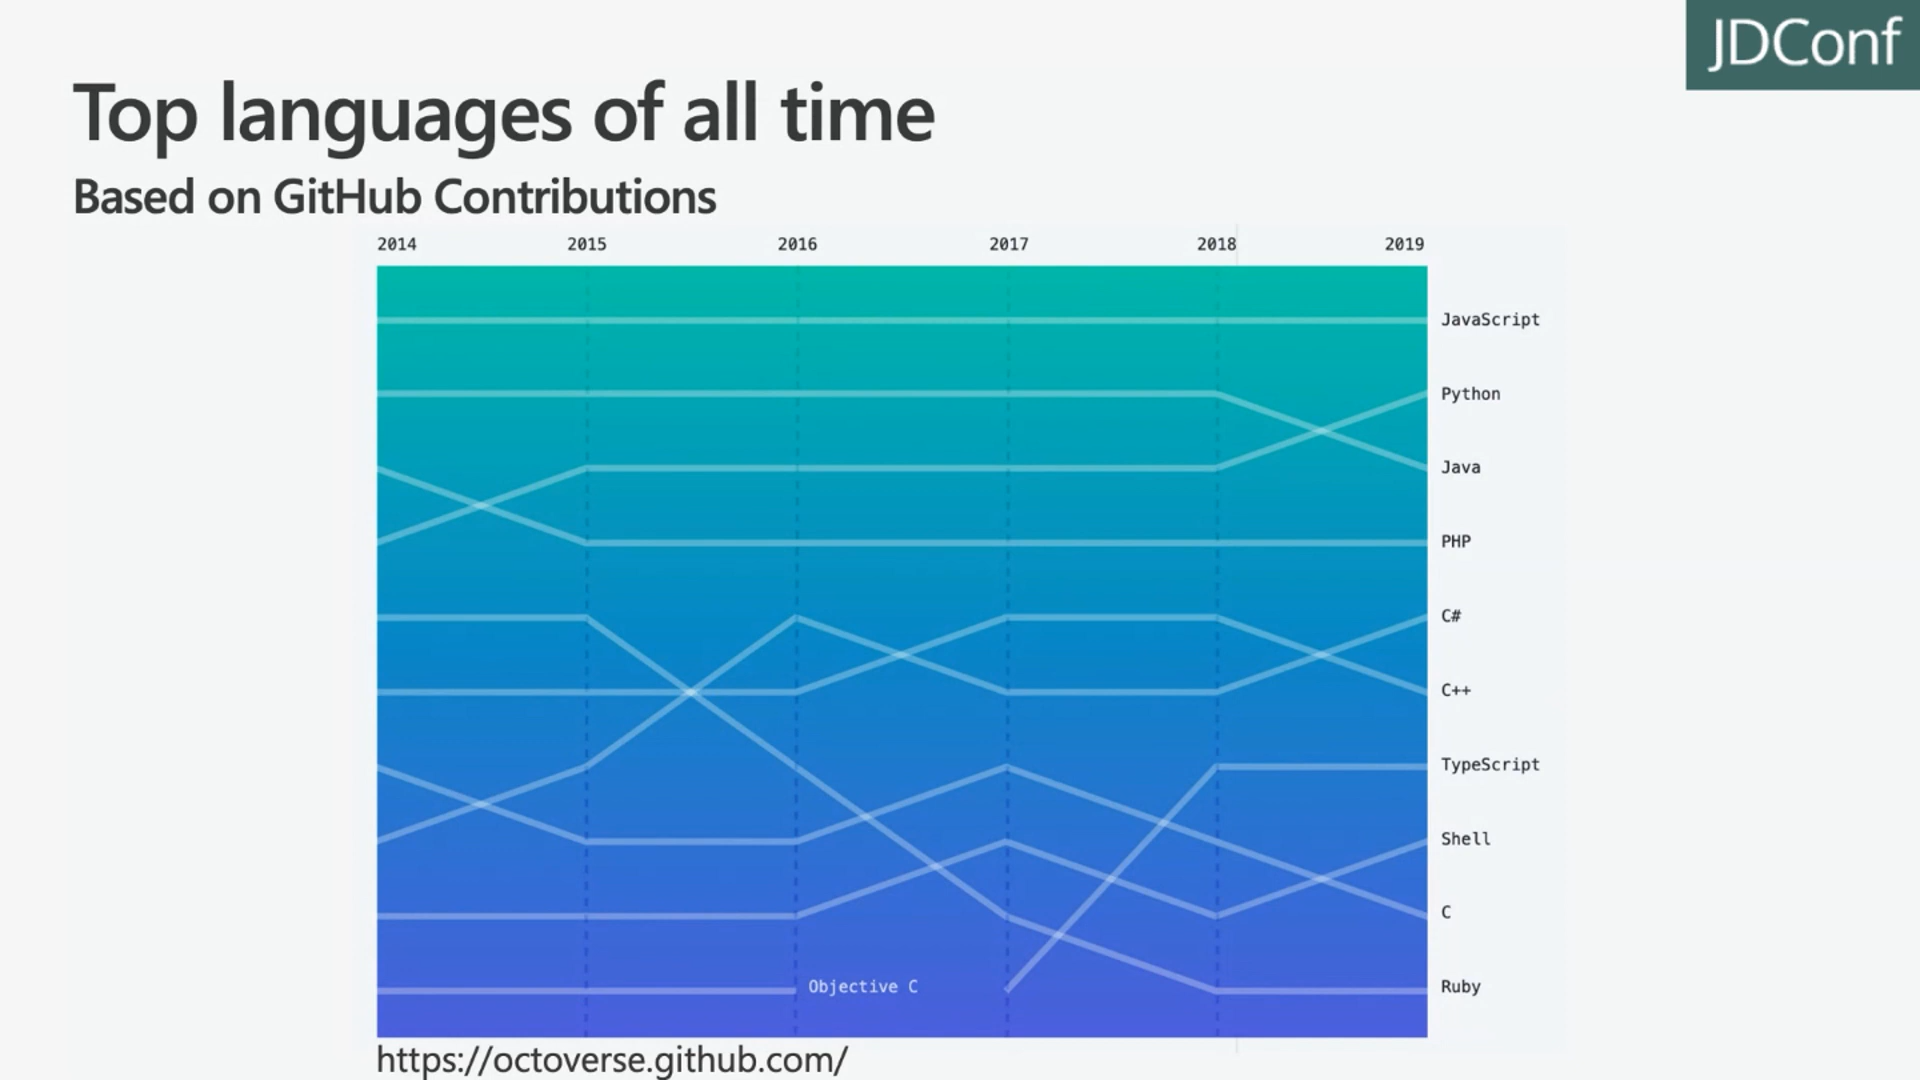 JDConf
Top languages of all time
Based on GitHub Contributions
2014 2015 2016 2017 2018 2019
JavaScript
Python
Java
PHP
C#
C++
TypeScript
Shell
C
Objective C
Ruby
https://octoverse.github.com/